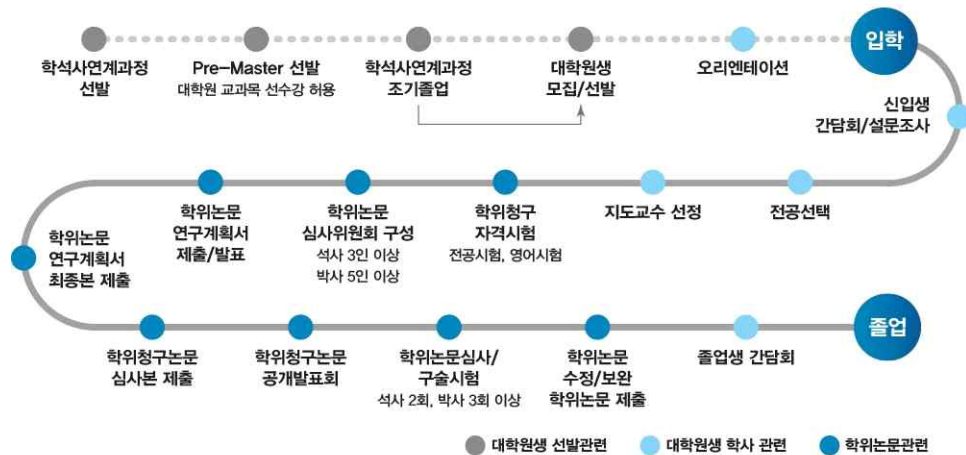 입학
학석사연계과정
선발
Pre-Master 선발
대학원 교과목 선수강 허용
학석사연계과정
조기졸업
대학원생
모집/선발
오리엔테이션
신입생
간담회/설문조사
전공선택
지도교수 선정
학위청구
자격시험
전공시험, 영어시험
학위논문
심사위원회 구성
석사 3인 이상
박사 5인 이상
학위논문
연구계획서
제출/발표
학위논문
연구계획서
최종본 제출
학위청구논문
심사본 제출
학위청구논문
공개발표회
학위논문심사/
구술시험
석사 2회, 박사 3회 이상
학위논문
수정/보완
학위논문 제출
졸업생 간담회
졸업
대학원생 선발관련
대학원생 학사 관련
학위논문관련